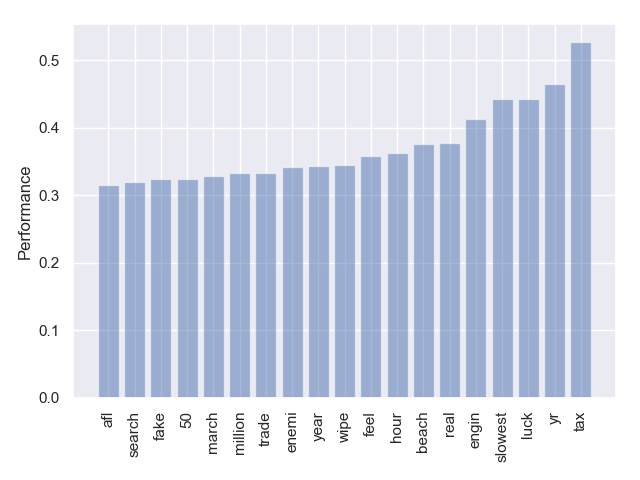 0.5
0.4
0.3
0.2
0.1
0.0
Performance
afl
search
fake
50
march
million
trade
enemi
year
wipe
feel
hour
beach
real
engin
slowest
luck
yr
tax